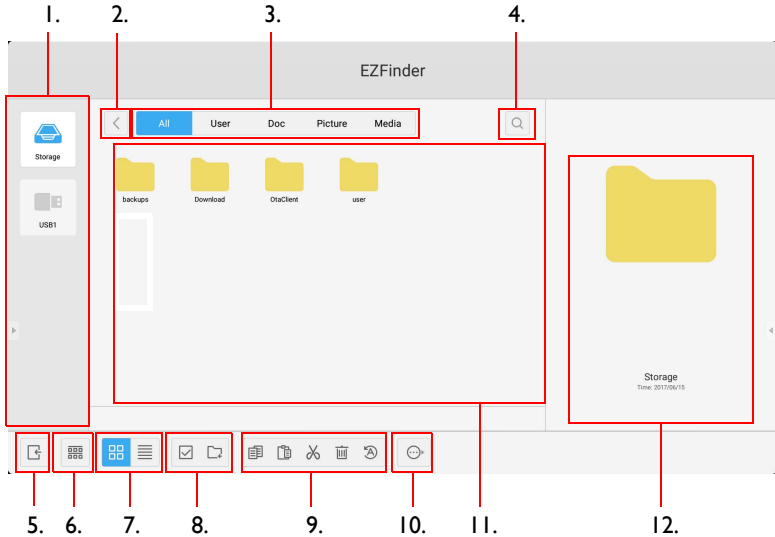 1. 2. 3. 4.
EZFinder
All User Doc Picture Media
Storage
backups Download OtaClient user
USB1
Storage
Time: 2017/06/15
5. 6. 7. 8. 9. 10. 11. 12.